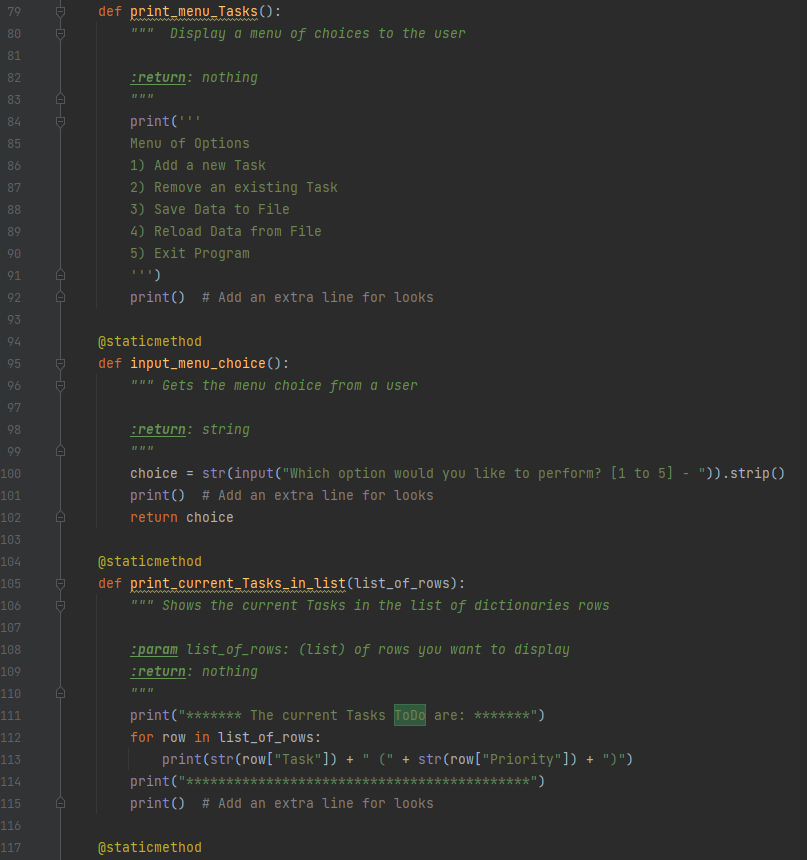 79 def print_menu_Tasks():
80 """  Display a menu of choices to the user
81
82 :return: nothing
83 """
84 print('''
85 Menu of Options
86 1) Add a new Task
87 2) Remove an existing Task
88 3) Save Data to File
89 4) Reload Data from File
90 5) Exit Program
91 ''')
92 print()  # Add an extra line for looks
93
94 @staticmethod
95 def input_menu_choice():
96 """ Gets the menu choice from a user
97
98 :return: string
99 """
100 choice = str(input("Which option would you like to perform? [1 to 5] - ")).strip()
101 print()  # Add an extra line for looks
102 return choice
103
104 @staticmethod
105 def print_current_Tasks_in_list(list_of_rows):
106 """ Shows the current Tasks in the list of dictionaries rows
107
108 :param list_of_rows: (list) of rows you want to display
109 :return: nothing
110 """
111 print("******* The current Tasks ToDo are: *******")
112 for row in list_of_rows:
113 print(str(row["Task"]) + " (" + str(row["Priority"]) + ")")
114 print("*******************************************")
115 print()  # Add an extra line for looks
116
117 @staticmethod